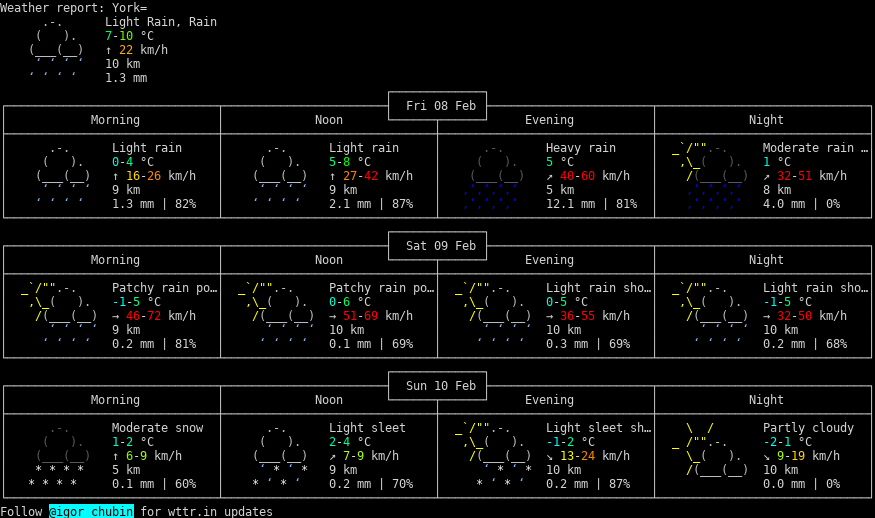 Weather report: York=
Light Rain, Rain
7-10 °C
↑ 22 km/h
10 km
1.3 mm
Fri 08 Feb
Morning Noon Evening Night
Light rain Light rain Heavy rain Moderate rain …
0-4 °C 5-8 °C 5 °C 1 °C
↑ 16-26 km/h ↑ 27-42 km/h ↗ 40-60 km/h ↗ 32-51 km/h
9 km 9 km 5 km 8 km
1.3 mm | 82% 2.1 mm | 87% 12.1 mm | 81% 4.0 mm | 0%
Sat 09 Feb
Morning Noon Evening Night
Patchy rain po… Patchy rain po… Light rain sho… Light rain sho…
-1-5 °C 0-6 °C 0-5 °C -1-5 °C
→ 46-72 km/h → 51-69 km/h → 36-55 km/h → 32-50 km/h
9 km 10 km 10 km 10 km
0.2 mm | 81% 0.1 mm | 69% 0.3 mm | 69% 0.2 mm | 68%
Sun 10 Feb
Morning Noon Evening Night
Moderate snow Light sleet Light sleet sh… Partly cloudy
1-2 °C 2-4 °C -1-2 °C -2-1 °C
↑ 6-9 km/h ↗ 7-9 km/h ↘ 13-24 km/h ↘ 9-19 km/h
5 km 9 km 10 km 10 km
0.1 mm | 60% 0.2 mm | 70% 0.2 mm | 87% 0.0 mm | 0%
Follow @igor_chubin for wttr.in updates